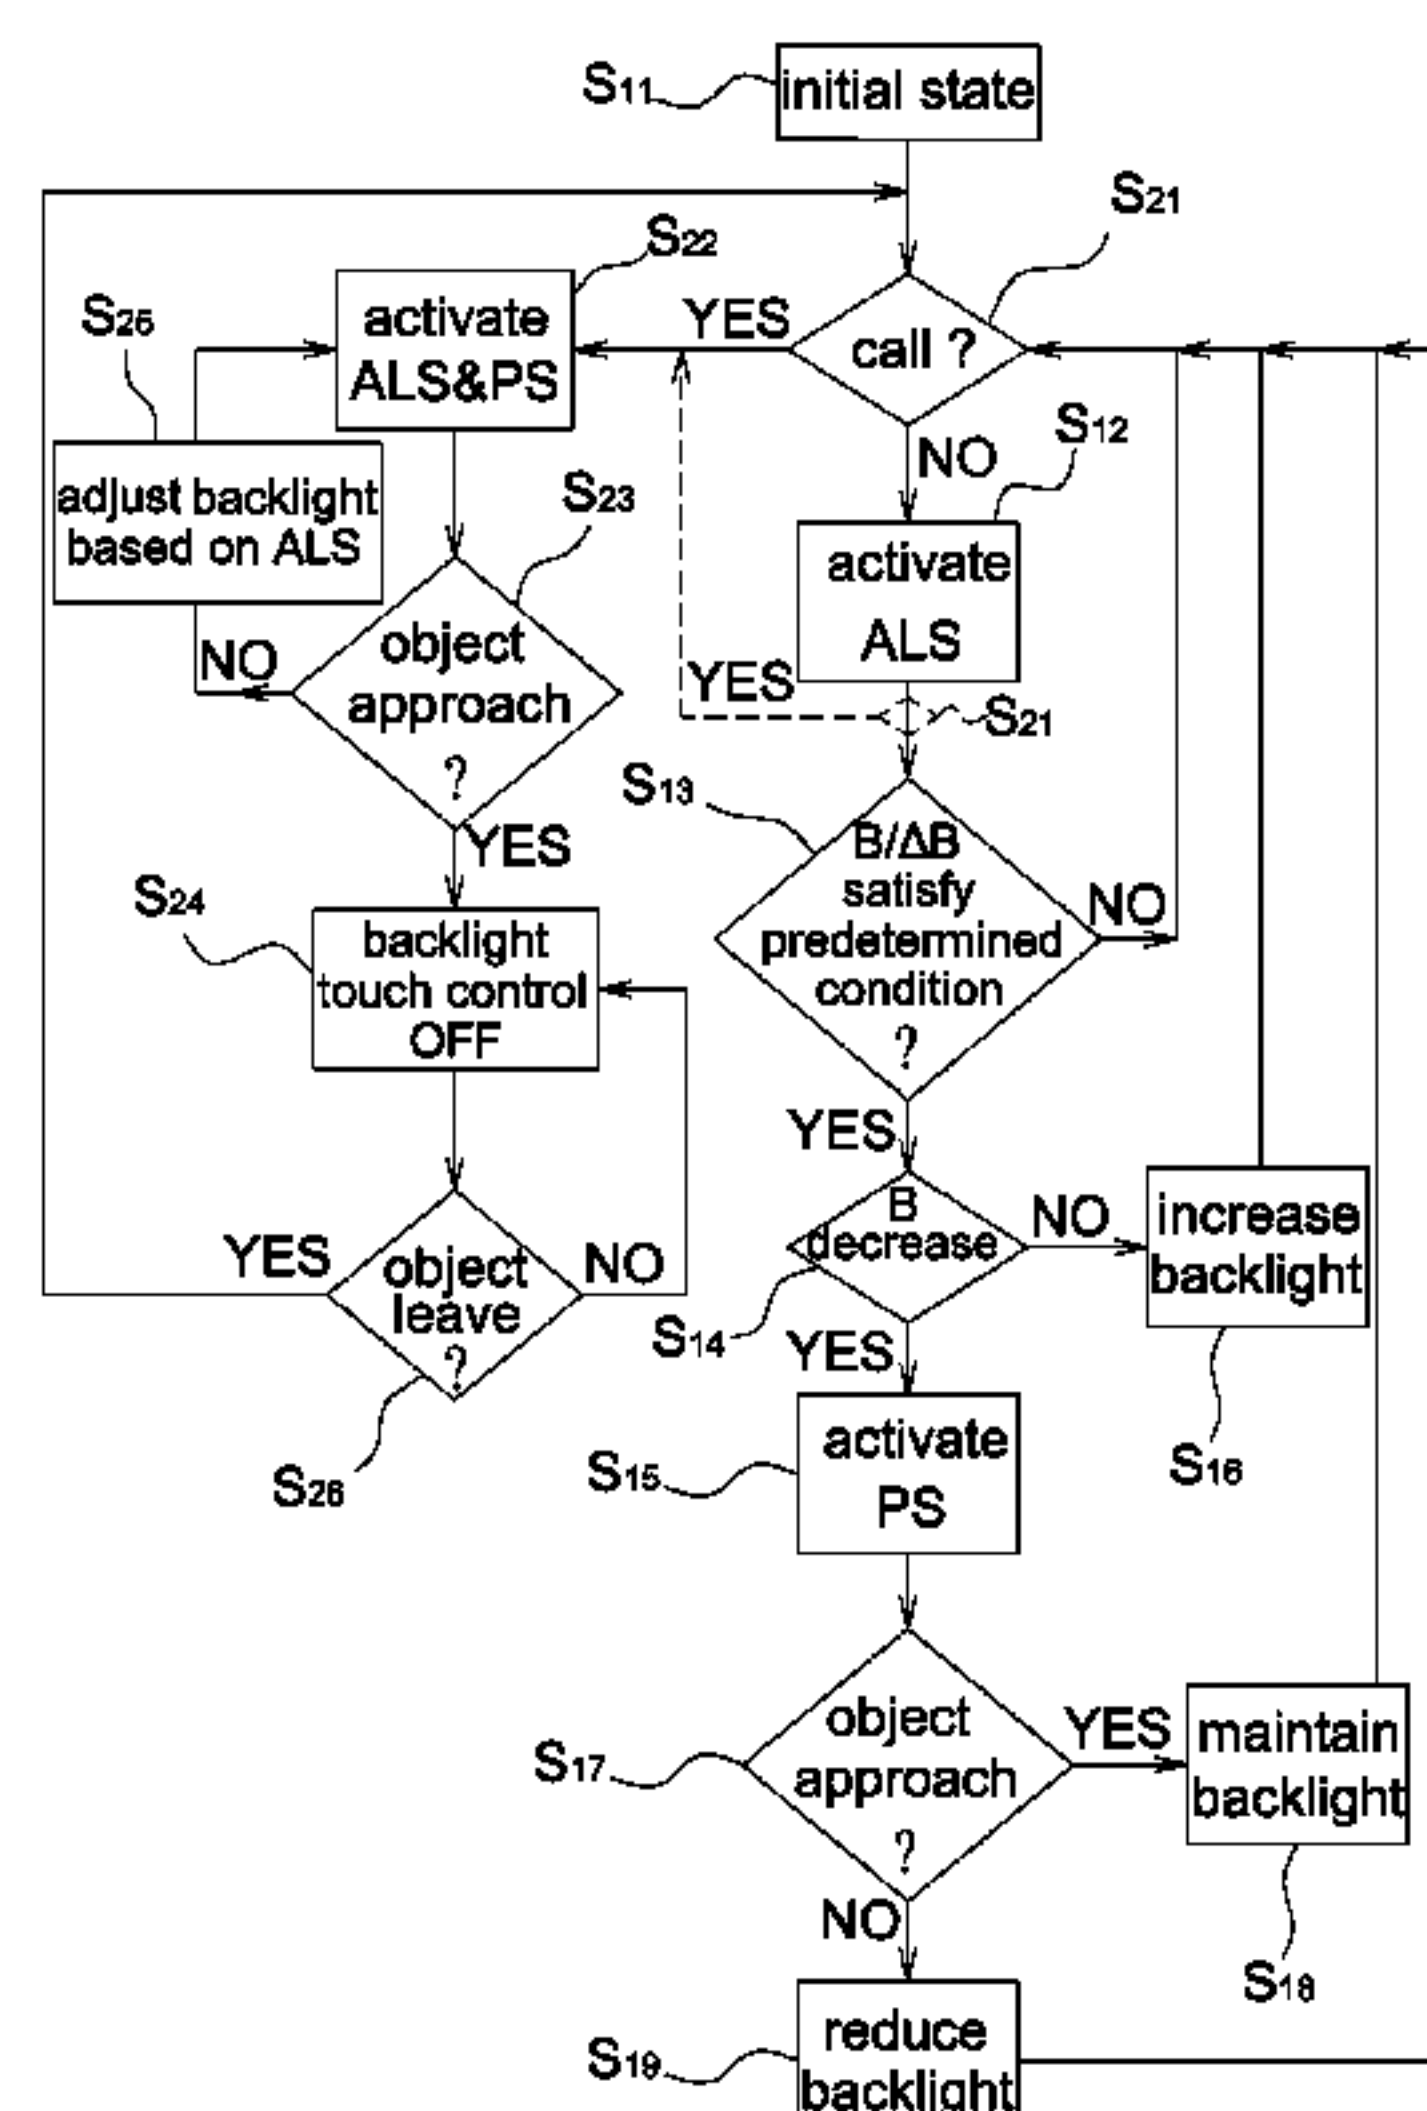 S11
initial state
S21
S22
activate
ALS&PS
YES
call ?
S25
adjust backlight
based on ALS
NO
S12
activate
ALS
S23
object
approach
?
NO
YES
S21
YES
S13
B/ΔB
satisfy
predetermined
condition
?
NO
S24
backlight
touch control
OFF
YES
B
decrease
NO
increase
backlight
S14
YES
S16
YES
object
leave
?
NO
S26
S15
activate
PS
S17
object
approach
?
YES
maintain
backlight
S18
NO
S19
reduce
backlight